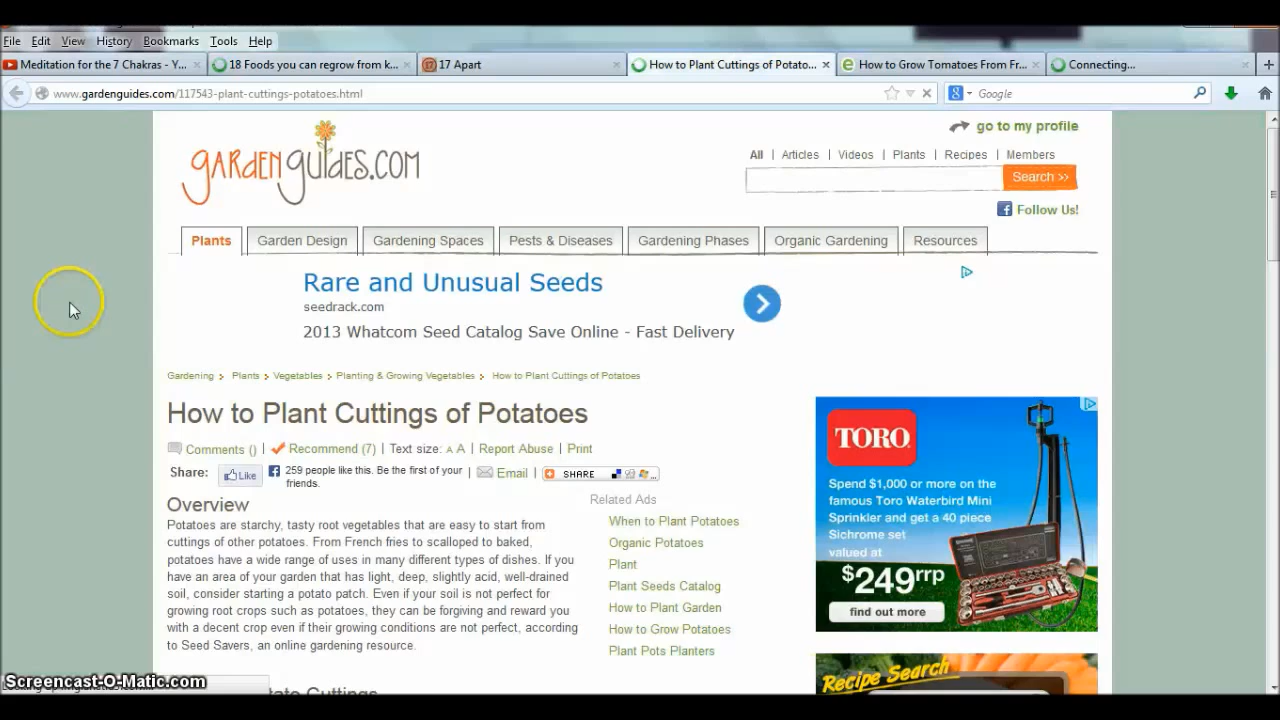 File Edit View History Bookmarks Tools Help
Meditation for the 7 Chakras - Y... × 18 Foods you can regrow from k... × 17 Apart × How to Plant Cuttings of Potato... × How to Grow Tomatoes From Fr... × Connecting... × +
www.gardenguides.com/117543-plant-cuttings-potatoes.html Google
go to my profile
gardenguides.com
All | Articles | Videos | Plants | Recipes | Members
Search >>
Follow Us!
Plants Garden Design Gardening Spaces Pests & Diseases Gardening Phases Organic Gardening Resources
Rare and Unusual Seeds
seedrack.com
2013 Whatcom Seed Catalog Save Online - Fast Delivery
Gardening Plants Vegetables Planting & Growing Vegetables How to Plant Cuttings of Potatoes
How to Plant Cuttings of Potatoes
Comments () | Recommend (7) | Text size: A A | Report Abuse | Print
Share: Like 259 people like this. Be the first of your friends. | Email | SHARE
Overview
Potatoes are starchy, tasty root vegetables that are easy to start from
cuttings of other potatoes. From French fries to scalloped to baked,
potatoes have a wide range of uses in many different types of dishes. If you
have an area of your garden that has light, deep, slightly acid, well-drained
soil, consider starting a potato patch. Even if your soil is not perfect for
growing root crops such as potatoes, they can be forgiving and reward you
with a decent crop even if their growing conditions are not perfect, according
to Seed Savers, an online gardening resource.
Related Ads
When to Plant Potatoes
Organic Potatoes
Plant
Plant Seeds Catalog
How to Plant Garden
How to Grow Potatoes
Plant Pots Planters
TORO
Spend $1,000 or more on the
famous Toro Waterbird Mini
Sprinkler and get a 40 piece
Sichrome set
valued at
$249rrp
find out more
Recipe Search
Screencast-O-Matic.com